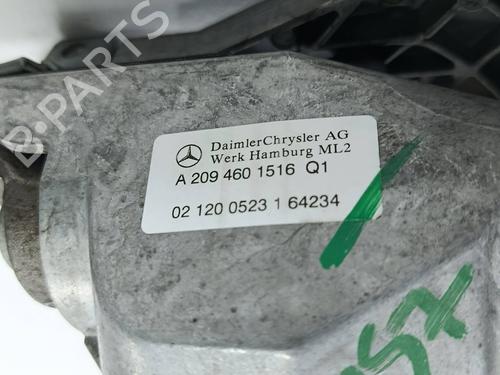 B-PARTS
DaimlerChrysler AG
Werk Hamburg ML2
A 209 460 1516 Q1
02 120 0523 1 64234